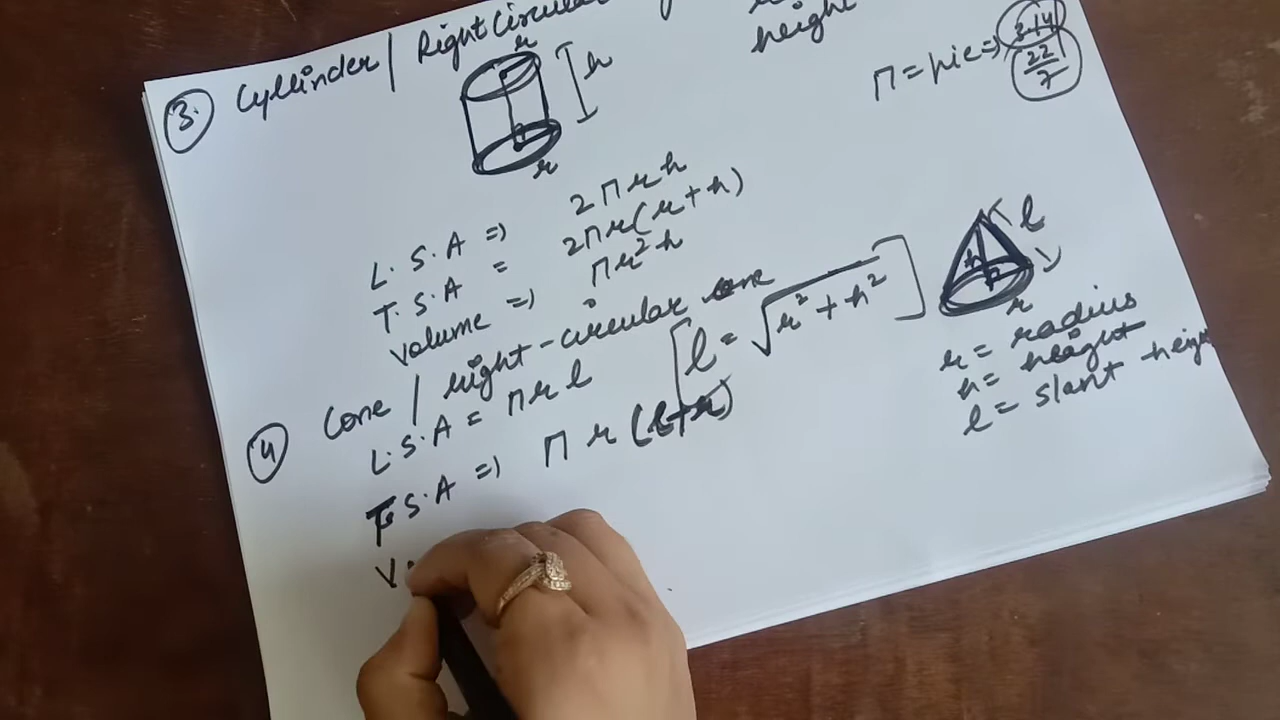 3. Cyllinder / Right Circular
height
π = pie => 3.14
22/7
r
h
r
L.S.A => 2πrh
T.S.A = 2πr(r+h)
Volume => πr²h
4 Cone / right-circular cone
L.S.A = πrl [l = √r²+h²]
T.S.A => πr(l+r)
l
h
r
r = radius
h = height
l = slant height